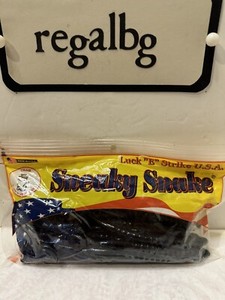 regalbg
Luck "E" Strike U.S.A.
Sneaky Snake